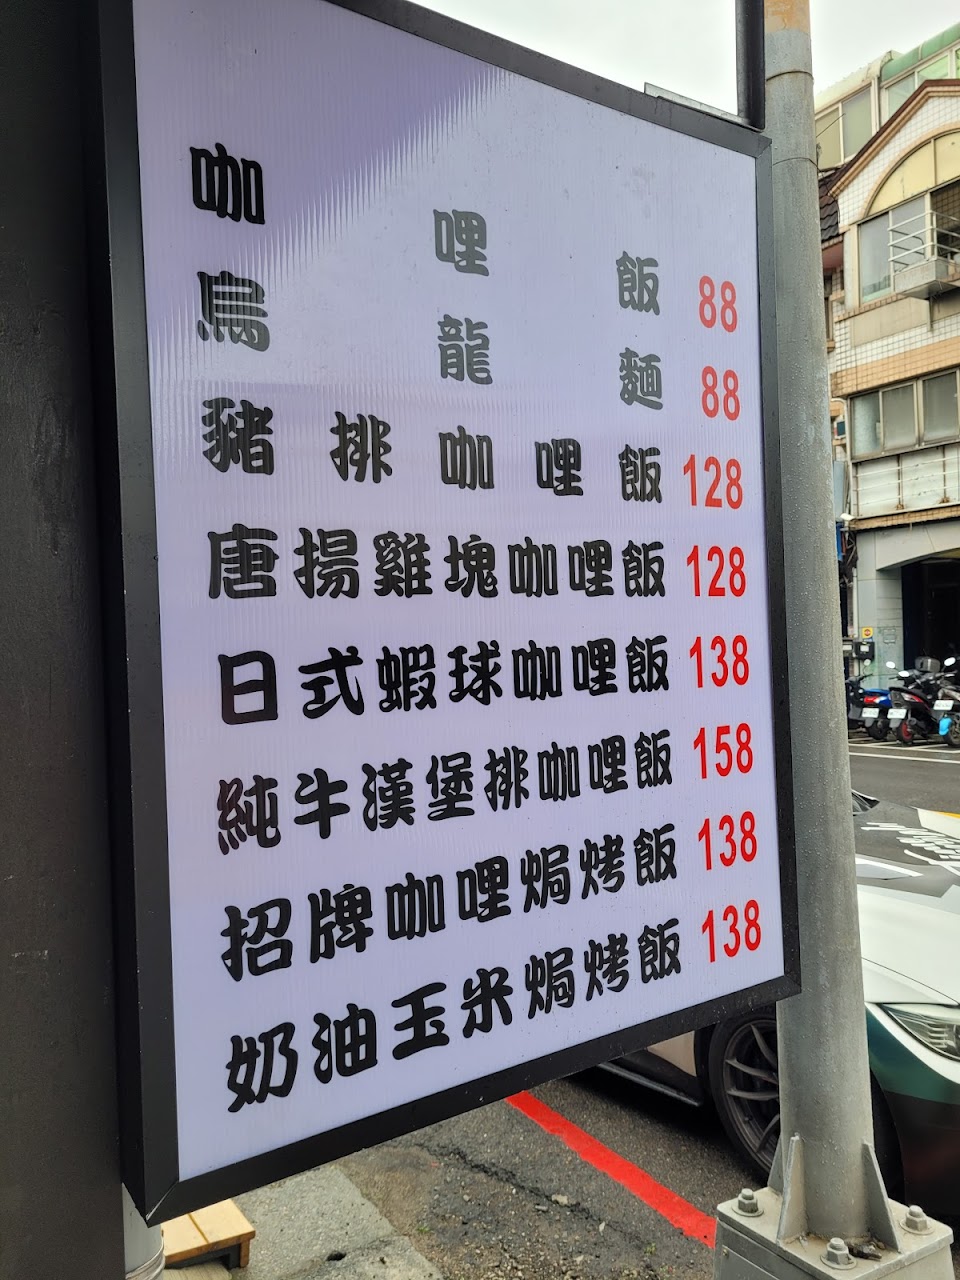 咖哩飯 88
烏龍麵 88
豬排咖哩飯 128
唐揚雞塊咖哩飯 128
日式蝦球咖哩飯 138
純牛漢堡排咖哩飯 158
招牌咖哩焗烤飯 138
奶油玉米焗烤飯 138